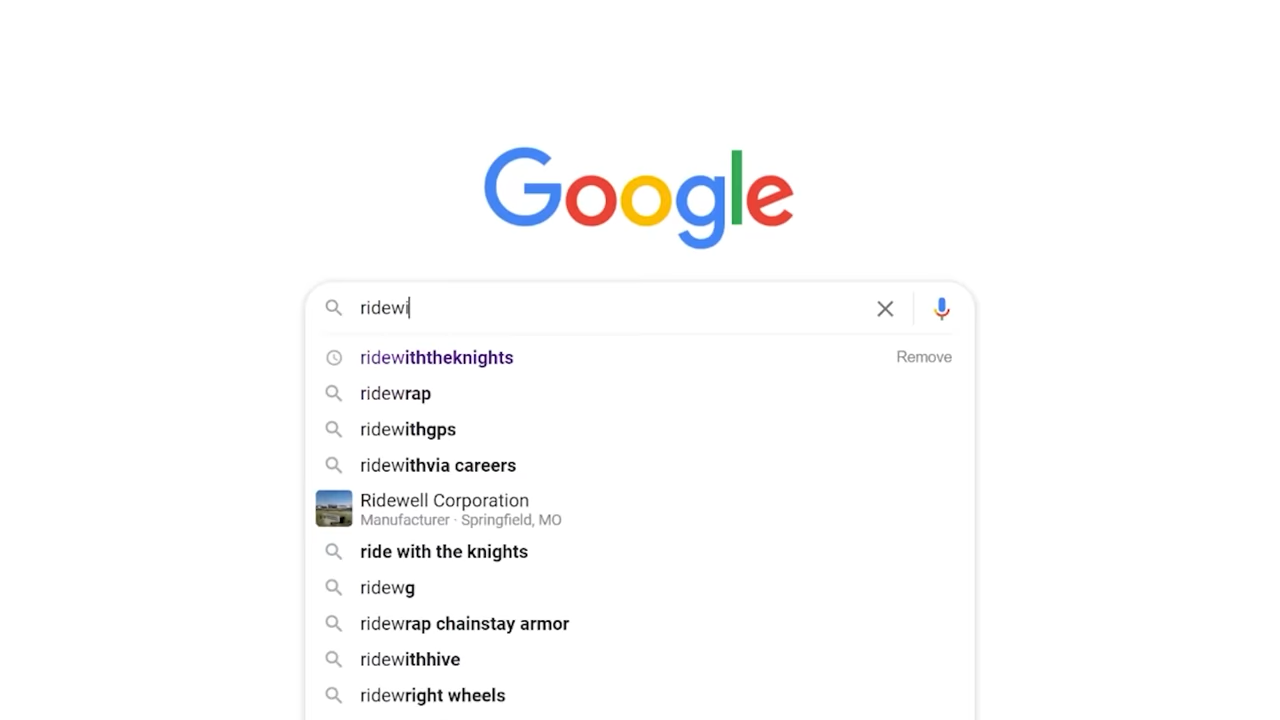 Google
ridewi
ridewiththeknights Remove
ridewrap
ridewithgps
ridewithvia careers
Ridewell Corporation
Manufacturer · Springfield, MO
ride with the knights
ridewg
ridewrap chainstay armor
ridewithhive
ridewright wheels